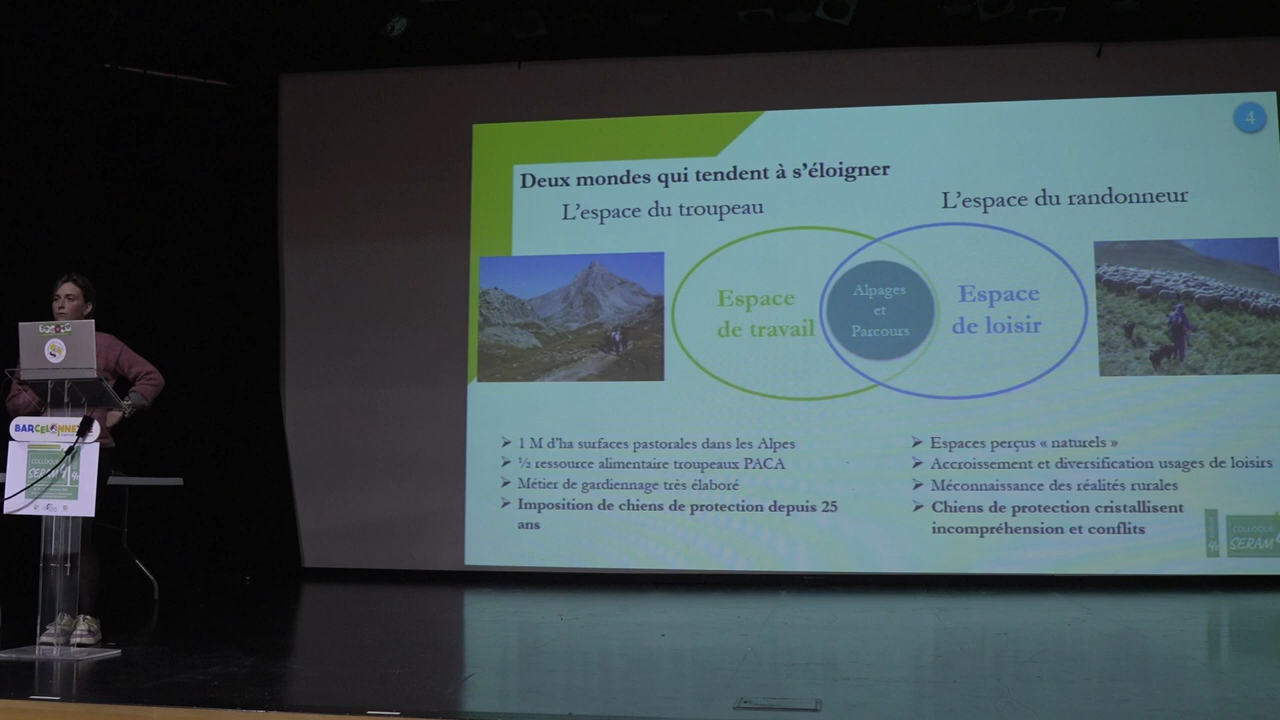 4
Deux mondes qui tendent à s'éloigner
L'espace du troupeau
L'espace du randonneur
Espace
de travail
Alpages
et
Parcours
Espace
de loisir
➢ 1 M d'ha surfaces pastorales dans les Alpes
➢ ½ ressource alimentaire troupeaux PACA
➢ Métier de gardiennage très élaboré
➢ Imposition de chiens de protection depuis 25
ans
➢ Espaces perçus « naturels »
➢ Accroissement et diversification usages de loisirs
➢ Méconnaissance des réalités rurales
➢ Chiens de protection cristallisent
incompréhension et conflits
COLLOQUE
SERAM
BARCELONNE
COLLOQUE
SERAM